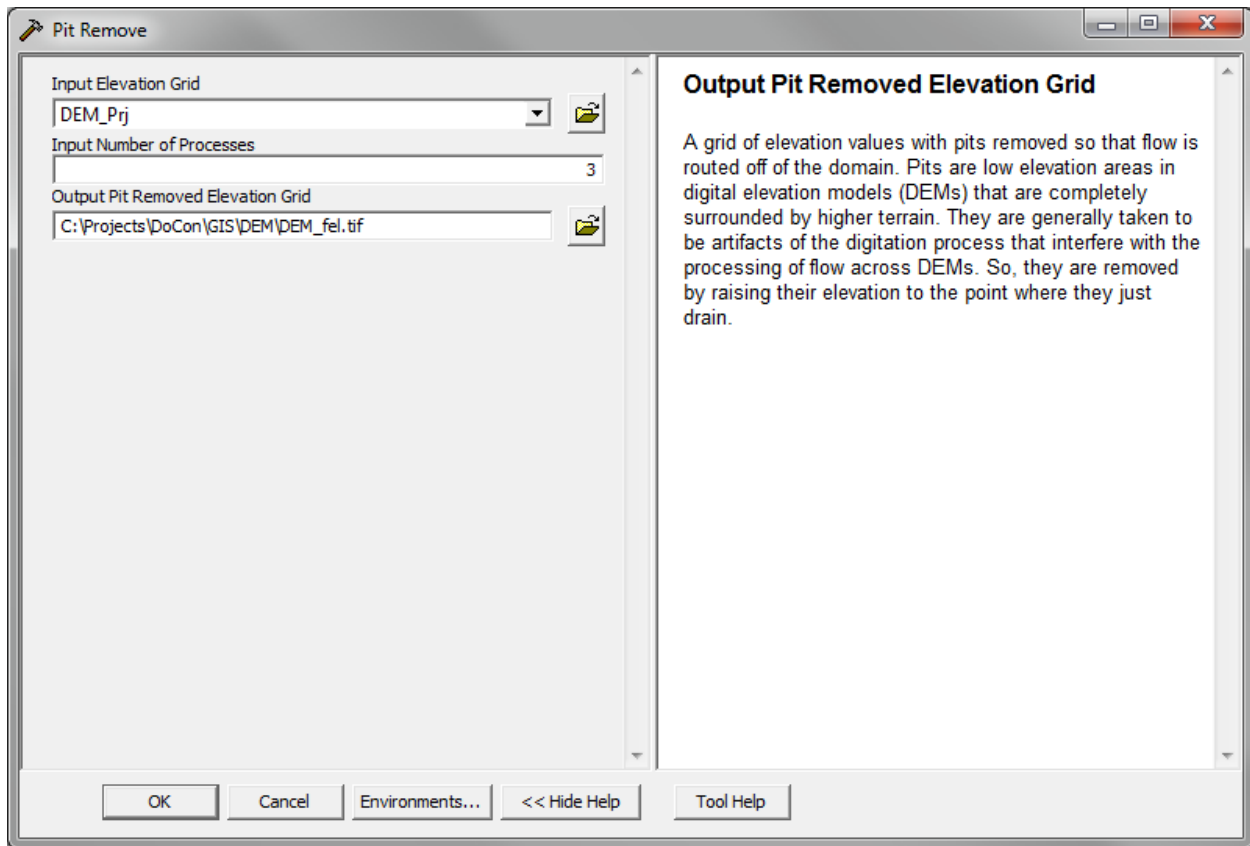 Pit Remove
Input Elevation Grid
DEM_Prj
Input Number of Processes
3
Output Pit Removed Elevation Grid
C:\Projects\DoCon\GIS\DEM\DEM_fel.tif
Output Pit Removed Elevation Grid
A grid of elevation values with pits removed so that flow is
routed off of the domain. Pits are low elevation areas in
digital elevation models (DEMs) that are completely
surrounded by higher terrain. They are generally taken to
be artifacts of the digitation process that interfere with the
processing of flow across DEMs. So, they are removed
by raising their elevation to the point where they just
drain.
OK
Cancel
Environments...
<< Hide Help
Tool Help